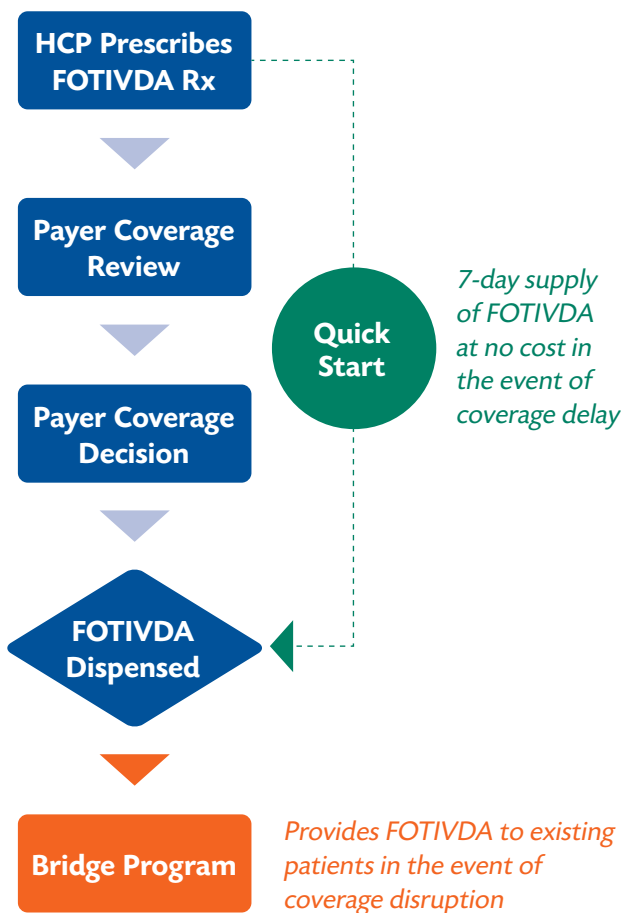 HCP Prescribes
FOTIVDA Rx
Payer Coverage
Review
Quick
Start
7-day supply
of FOTIVDA
at no cost in
the event of
coverage delay
Payer Coverage
Decision
FOTIVDA
Dispensed
Bridge Program
Provides FOTIVDA to existing
patients in the event of
coverage disruption